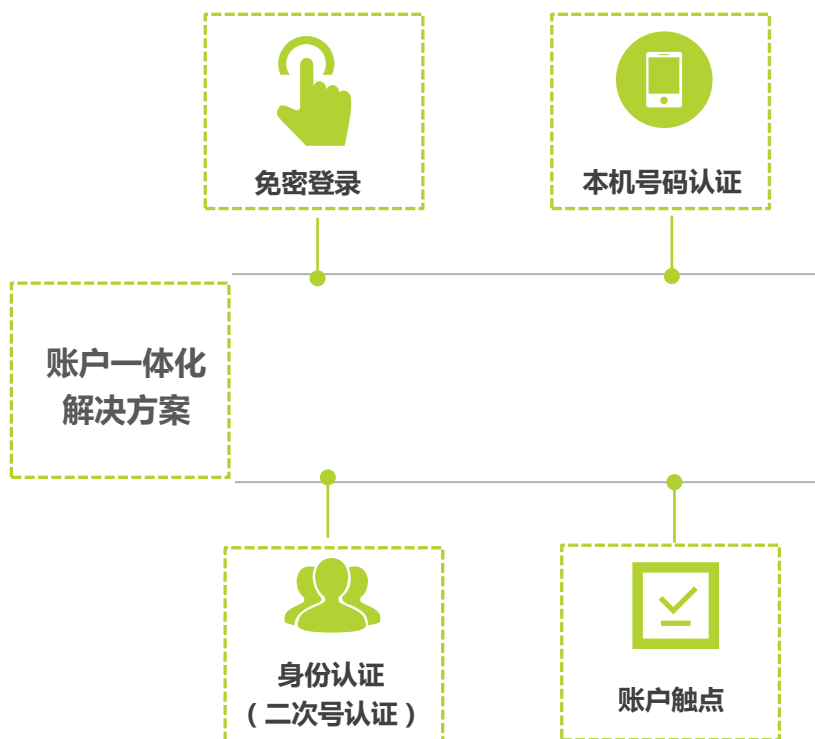 免密登录
本机号码认证
账户一体化
解决方案
身份认证
（二次号认证）
账户触点